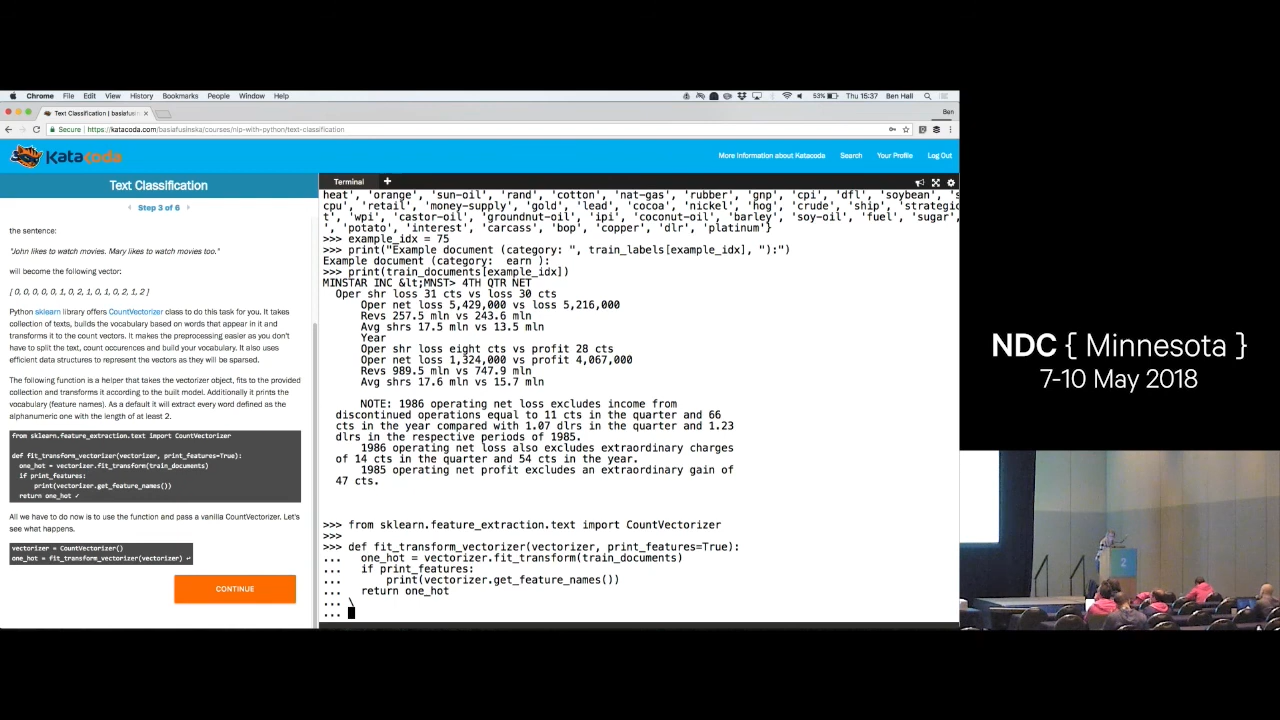 Chrome File Edit View History Bookmarks People Window Help
53% Thu 15:37 Ben Hall
Text Classification | basiafusin
Ben
Secure https://katacoda.com/basiafusinska/courses/nlp-with-python/text-classification
Katacoda
More Information about Katacoda Search Your Profile Log Out
Text Classification
Step 3 of 6
the sentence:
"John likes to watch movies. Mary likes to watch movies too."
will become the following vector:
[ 0, 0, 0, 0, 1, 0, 2, 1, 0, 1, 0, 2, 1, 2 ]
Python sklearn library offers CountVectorizer class to do this task for you. It takes
collection of texts, builds the vocabulary based on words that appear in it and
transforms it to the count vectors. It makes the preprocessing easier as you don't
have to split the text, count occurences and build your vocabulary. It also uses
efficient data structures to represent the vectors as they will be sparsed.
The following function is a helper that takes the vectorizer object, fits to the provided
collection and transforms it according to the built model. Additionally it prints the
vocabulary (feature names). As a default it will extract every word defined as the
alphanumeric one with the length of at least 2.
from sklearn.feature_extraction.text import CountVectorizer
def fit_transform_vectorizer(vectorizer, print_features=True):
one_hot = vectorizer.fit_transform(train_documents)
if print_features:
print(vectorizer.get_feature_names())
return one_hot ✓
All we have to do now is to use the function and pass a vanilla CountVectorizer. Let's
see what happens.
vectorizer = CountVectorizer()
one_hot = fit_transform_vectorizer(vectorizer) ↵
CONTINUE
Terminal +
heat', 'orange', 'sun-oil', 'rand', 'cotton', 'nat-gas', 'rubber', 'gnp', 'cpi', 'dfl', 'soybean', 's
cpu', 'retail', 'money-supply', 'gold', 'lead', 'cocoa', 'nickel', 'hog', 'crude', 'ship', 'strategic
t', 'wpi', 'castor-oil', 'groundnut-oil', 'ipi', 'coconut-oil', 'barley', 'soy-oil', 'fuel', 'sugar',
', 'potato', 'interest', 'carcass', 'bop', 'copper', 'dlr', 'platinum'}
>>> example_idx = 75
>>> print("Example document (category: ", train_labels[example_idx], "):")
Example document (category:  earn ):
>>> print(train_documents[example_idx])
MINSTAR INC &lt;MNST> 4TH QTR NET
Oper shr loss 31 cts vs loss 30 cts
Oper net loss 5,429,000 vs loss 5,216,000
Revs 257.5 mln vs 243.6 mln
Avg shrs 17.5 mln vs 13.5 mln
Year
Oper shr loss eight cts vs profit 28 cts
Oper net loss 1,324,000 vs profit 4,067,000
Revs 989.5 mln vs 747.9 mln
Avg shrs 17.6 mln vs 15.7 mln
NOTE: 1986 operating net loss excludes income from
discontinued operations equal to 11 cts in the quarter and 66
cts in the year compared with 1.07 dlrs in the quarter and 1.23
dlrs in the respective periods of 1985.
1986 operating net loss also excludes extraordinary charges
of 14 cts in the quarter and 54 cts in the year.
1985 operating net profit excludes an extraordinary gain of
47 cts.
>>> from sklearn.feature_extraction.text import CountVectorizer
>>>
>>> def fit_transform_vectorizer(vectorizer, print_features=True):
... one_hot = vectorizer.fit_transform(train_documents)
... if print_features:
... print(vectorizer.get_feature_names())
... return one_hot
... \
...
NDC { Minnesota }
7-10 May 2018
2